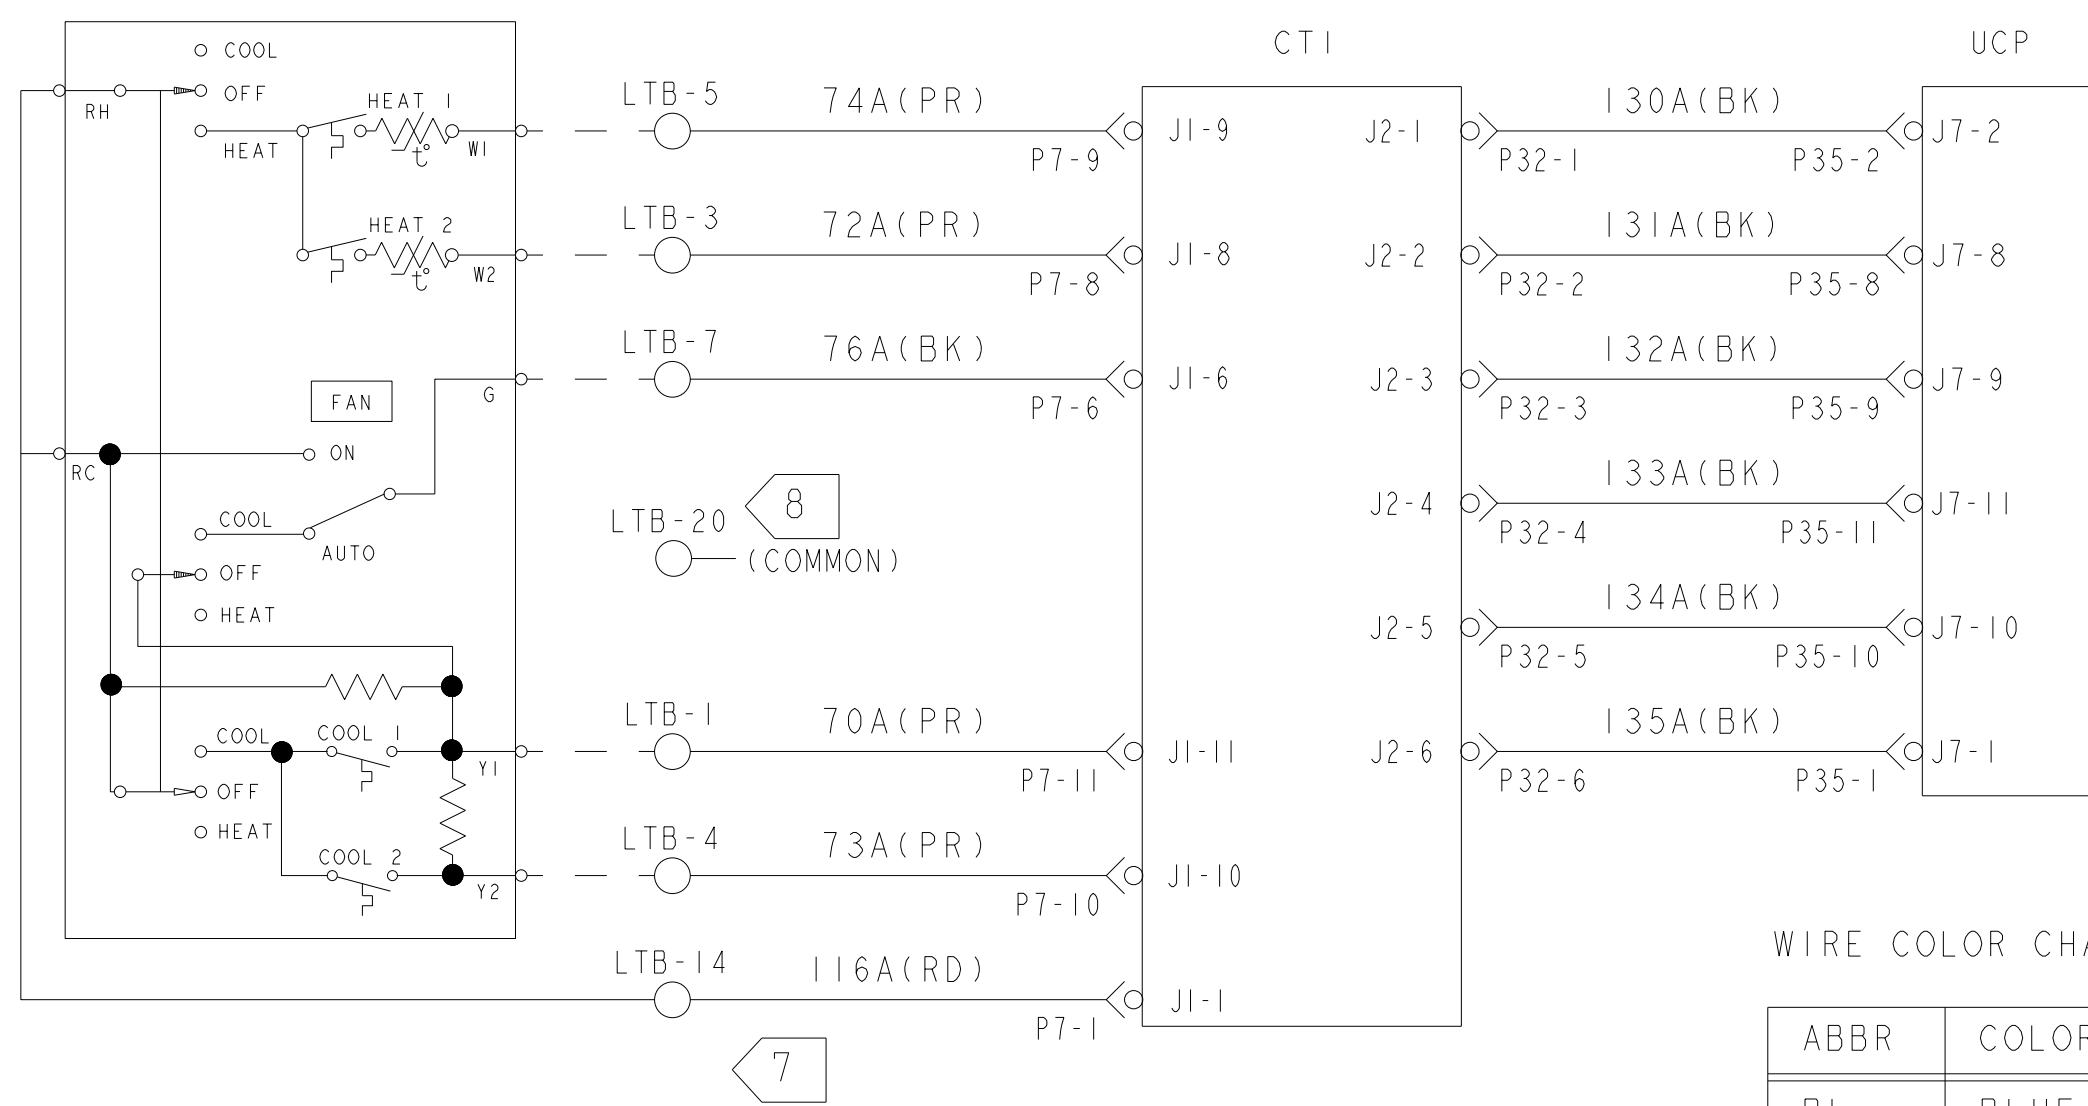 CTI
UCP
COOL
OFF
RH
HEAT 1
HEAT
t°
W1
LTB-5
74A(PR)
P7-9
J1-9
J2-1
P32-1
130A(BK)
P35-2
J7-2
HEAT 2
t°
W2
LTB-3
72A(PR)
P7-8
J1-8
J2-2
P32-2
131A(BK)
P35-8
J7-8
FAN
G
LTB-7
76A(BK)
P7-6
J1-6
J2-3
P32-3
132A(BK)
P35-9
J7-9
RC
ON
COOL
AUTO
OFF
HEAT
LTB-20
8
(COMMON)
J2-4
P32-4
133A(BK)
P35-11
J7-11
J2-5
P32-5
134A(BK)
P35-10
J7-10
COOL
COOL 1
OFF
HEAT
Y1
LTB-1
70A(PR)
P7-11
J1-11
J2-6
P32-6
135A(BK)
P35-1
J7-1
COOL 2
Y2
LTB-4
73A(PR)
P7-10
J1-10
LTB-14
116A(RD)
P7-1
J1-1
7
WIRE COLOR
ABBR
COLOR
BLUE